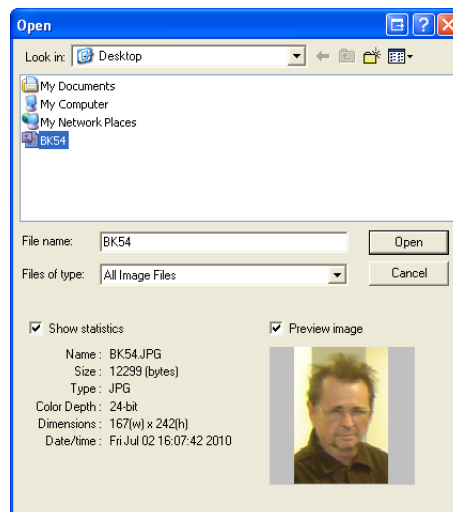 Open
Look in: Desktop
My Documents
My Computer
My Network Places
BK54
File name: BK54 Open
Files of type: All Image Files Cancel
Show statistics Preview image
Name : BK54.JPG
Size : 12299 (bytes)
Type : JPG
Color Depth : 24-bit
Dimensions : 167(w) x 242(h)
Date/time : Fri Jul 02 16:07:42 2010